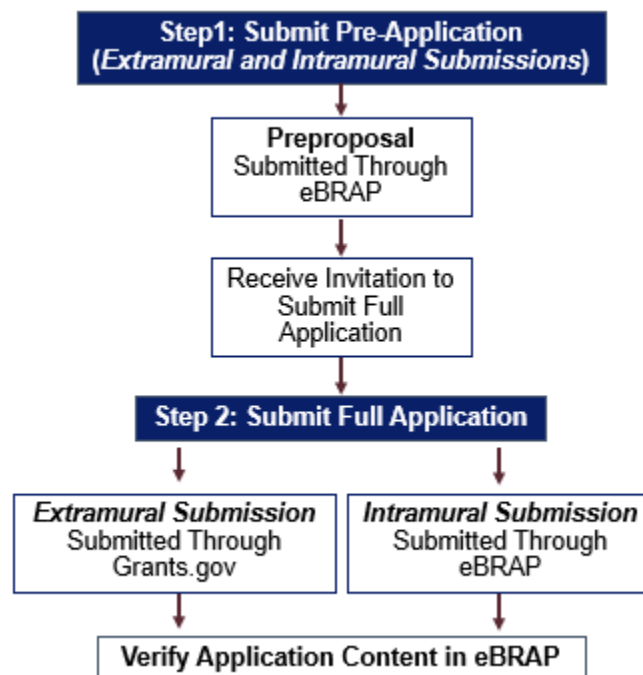 Step1: Submit Pre-Application
(Extramural and Intramural Submissions)
Preproposal
Submitted Through
eBRAP
Receive Invitation to
Submit Full
Application
Step 2: Submit Full Application
Extramural Submission
Submitted Through
Grants.gov
Intramural Submission
Submitted Through
eBRAP
Verify Application Content in eBRAP